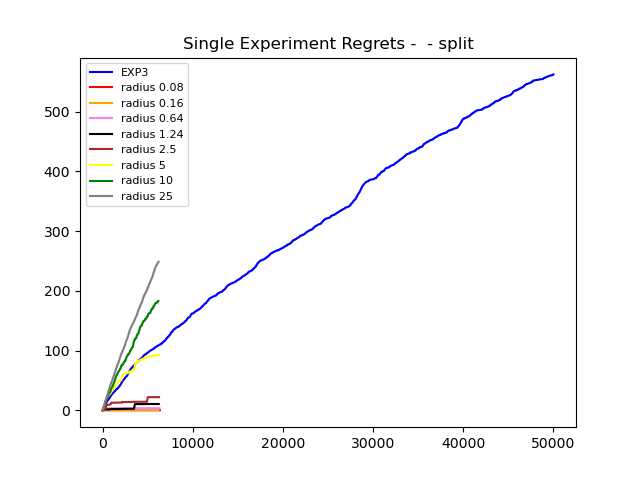 Single Experiment Regrets -  - split
EXP3
radius 0.08
radius 0.16
radius 0.64
radius 1.24
radius 2.5
radius 5
radius 10
radius 25
500
400
300
200
100
0
0 10000 20000 30000 40000 50000